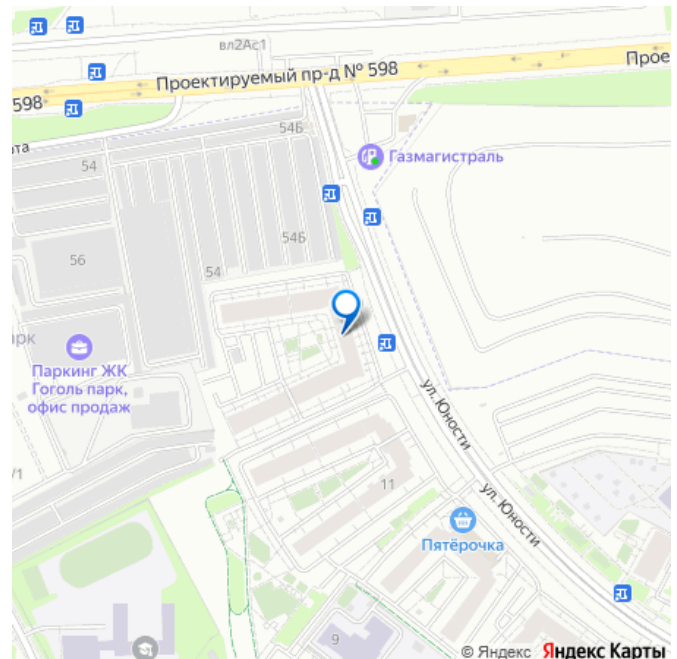 вл2Ас1
Проектируемый пр-д № 598
Прое
598
ота
54Б
54
Газмагистраль
54Б
56
54
арк
Паркинг ЖК
Гоголь парк,
офис продаж
ул. Юности
/1
11
ул. Юности
Пятёрочка
9
© Яндекс Яндекс Карты